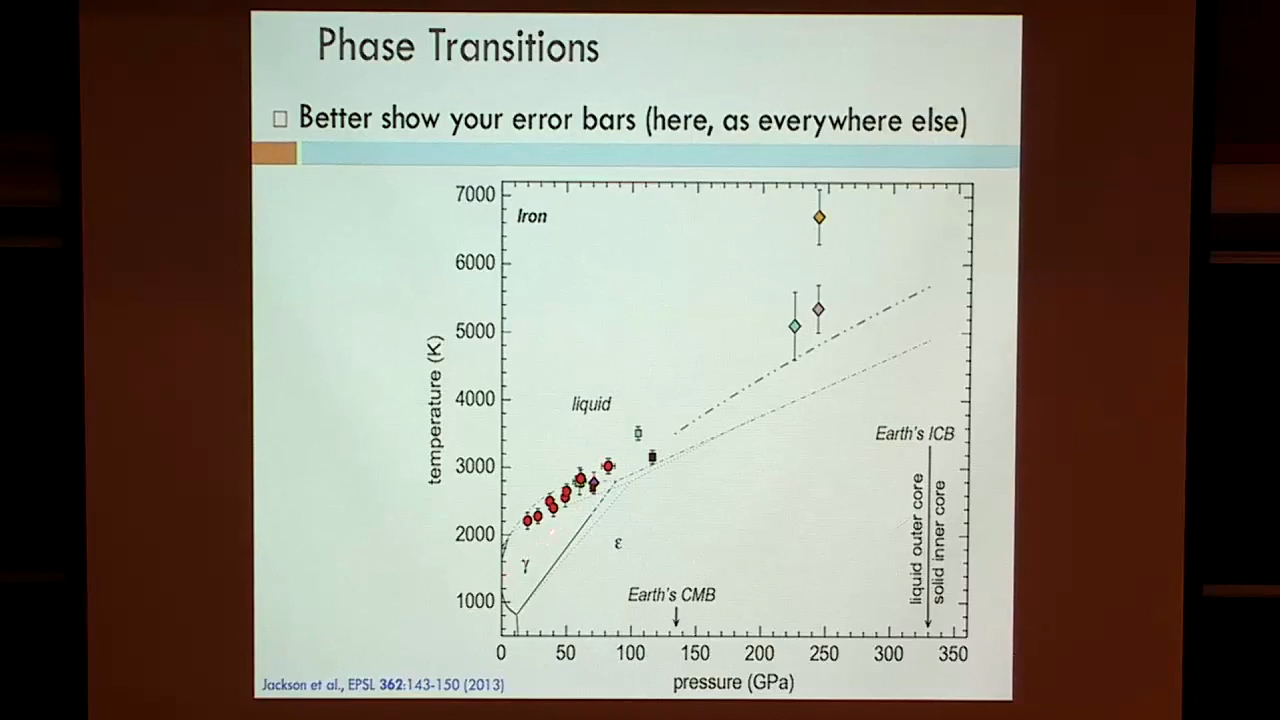 Phase Transitions
Better show your error bars (here, as everywhere else)
7000
6000
5000
4000
3000
2000
1000
temperature (K)
Iron
liquid
γ
ε
Earth's CMB
Earth's ICB
liquid outer core
solid inner core
0 50 100 150 200 250 300 350
pressure (GPa)
Jackson et al., EPSL 362:143-150 (2013)